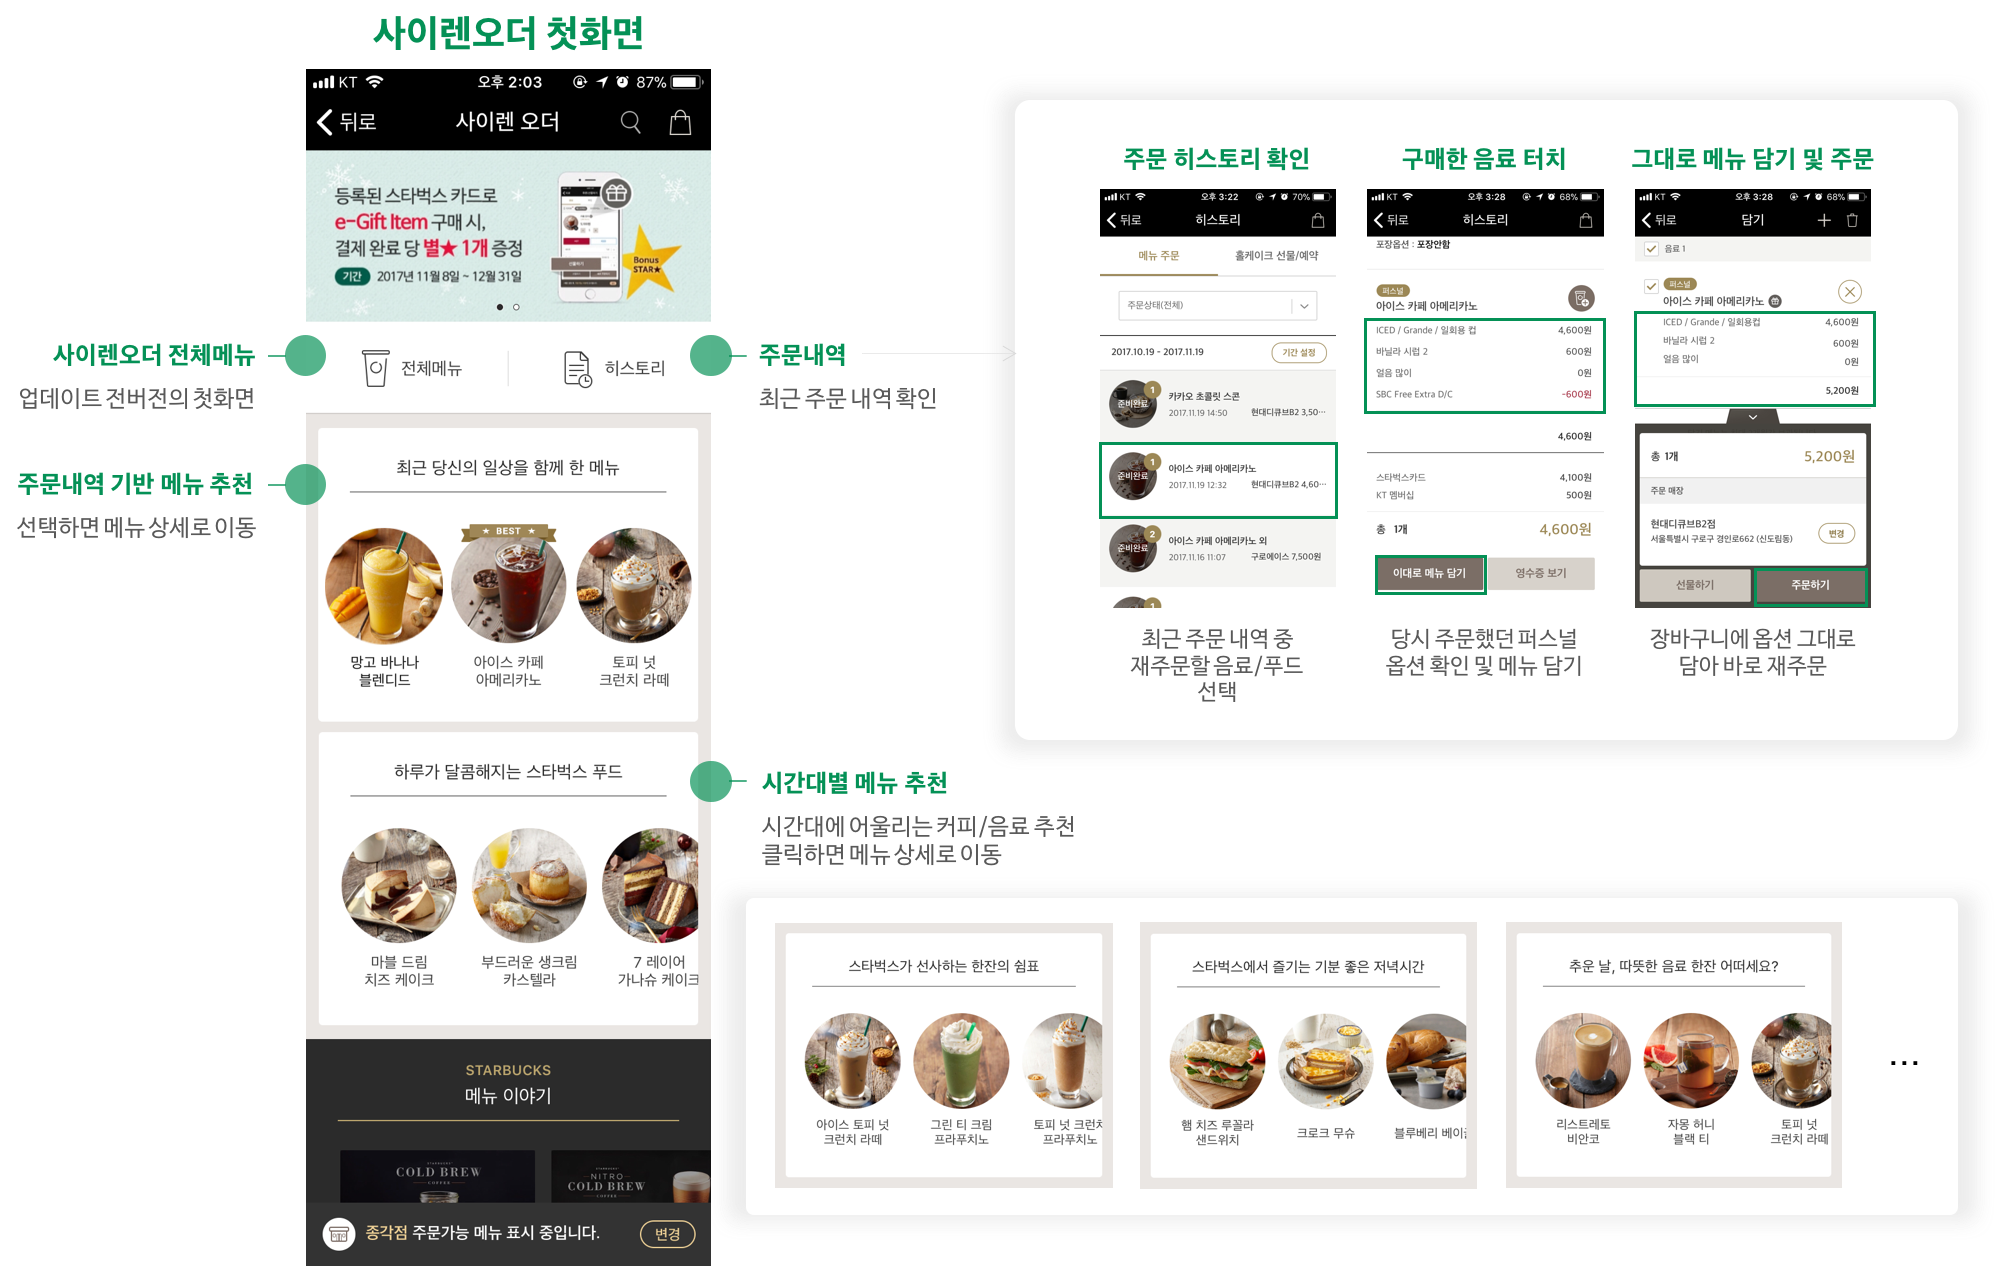 사이렌오더 첫화면
KT
오후 2:03
87%
뒤로
사이렌 오더
등록된 스타벅스 카드로
e-Gift Item 구매 시,
결제 완료 당 별★ 1개 증정
기간 2017년 11월 8일 ~ 12월 31일
Bonus
STAR★
사이렌오더 전체메뉴
업데이트 전버전의 첫화면
전체메뉴
히스토리
주문내역
최근 주문 내역 확인
주문내역 기반 메뉴 추천
선택하면 메뉴 상세로 이동
최근 당신의 일상을 함께 한 메뉴
★ BEST ★
망고 바나나
블렌디드
아이스 카페
아메리카노
토피 넛
크런치 라떼
하루가 달콤해지는 스타벅스 푸드
마블 드림
치즈 케이크
부드러운 생크림
카스텔라
7 레이어
가나슈 케이크
STARBUCKS
메뉴 이야기
COLD BREW
COFFEE
NITRO
COLD BREW
COFFEE
종각점 주문가능 메뉴 표시 중입니다.
변경
주문 히스토리 확인
KT
오후 3:22
70%
뒤로
히스토리
메뉴 주문
홀케이크 선물/예약
주문상태(전체)
2017.10.19 - 2017.11.19
기간 설정
준비완료
1
카카오 초콜릿 스콘
2017.11.19 14:50
현대디큐브B2 3,50···
준비완료
1
아이스 카페 아메리카노
2017.11.19 12:32
현대디큐브B2 4,60···
준비완료
2
아이스 카페 아메리카노 외
2017.11.16 11:07
구로에이스 7,500원
1
최근 주문 내역 중
재주문할 음료/푸드
선택
구매한 음료 터치
KT
오후 3:28
68%
뒤로
히스토리
포장옵션 : 포장안함
퍼스널
아이스 카페 아메리카노
ICED / Grande / 일회용 컵 4,600원
바닐라 시럽 2 600원
얼음 많이 0원
SBC Free Extra D/C -600원
4,600원
스타벅스카드 4,100원
KT 멤버십 500원
총 1개 4,600원
이대로 메뉴 담기
영수증 보기
당시 주문했던 퍼스널
옵션 확인 및 메뉴 담기
그대로 메뉴 담기 및 주문
KT
오후 3:28
68%
뒤로
담기
음료 1
퍼스널
아이스 카페 아메리카노
ICED / Grande / 일회용컵 4,600원
바닐라 시럽 2 600원
얼음 많이 0원
5,200원
총 1개 5,200원
주문 매장
현대디큐브B2점
서울특별시 구로구 경인로662 (신도림동)
변경
선물하기
주문하기
장바구니에 옵션 그대로
담아 바로 재주문
시간대별 메뉴 추천
시간대에 어울리는 커피/음료 추천
클릭하면 메뉴 상세로 이동
스타벅스가 선사하는 한잔의 쉼표
아이스 토피 넛
크런치 라떼
그린 티 크림
프라푸치노
토피 넛 크런치
프라푸치노
스타벅스에서 즐기는 기분 좋은 저녁시간
햄 치즈 루꼴라
샌드위치
크로크 무슈
블루베리 베이글
추운 날, 따뜻한 음료 한잔 어떠세요?
리스트레토
비안코
자몽 허니
블랙 티
토피 넛
크런치 라떼
...